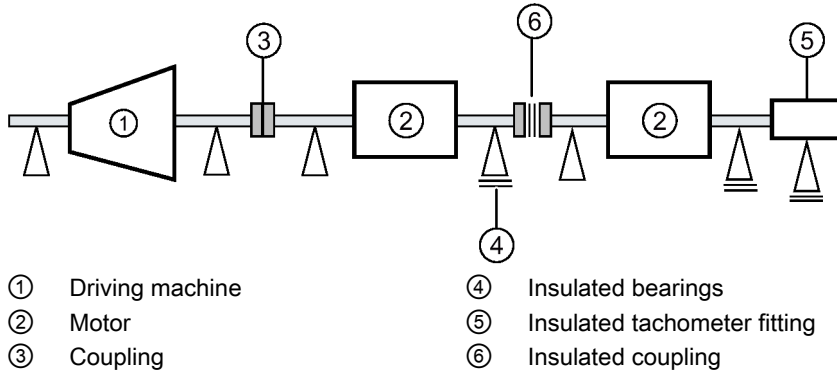 ③ ⑥ ⑤
① ② ②
④
① Driving machine
② Motor
③ Coupling
④ Insulated bearings
⑤ Insulated tachometer fitting
⑥ Insulated coupling